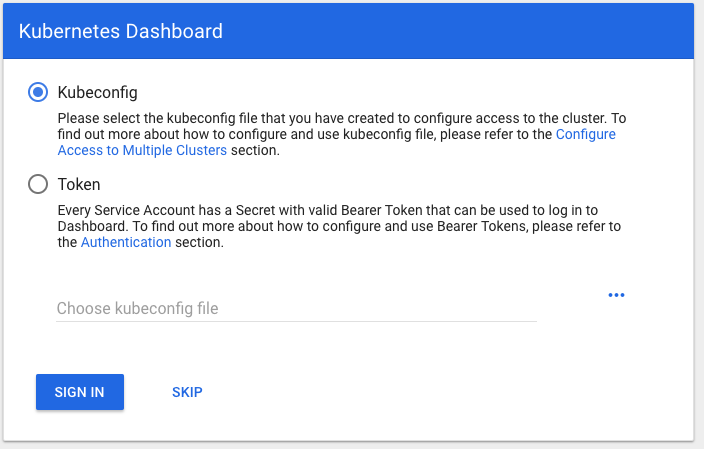 Kubernetes Dashboard
Kubeconfig
Please select the kubeconfig file that you have created to configure access to the cluster. To
find out more about how to configure and use kubeconfig file, please refer to the Configure
Access to Multiple Clusters section.
Token
Every Service Account has a Secret with valid Bearer Token that can be used to log in to
Dashboard. To find out more about how to configure and use Bearer Tokens, please refer to
the Authentication section.
Choose kubeconfig file
SIGN IN SKIP